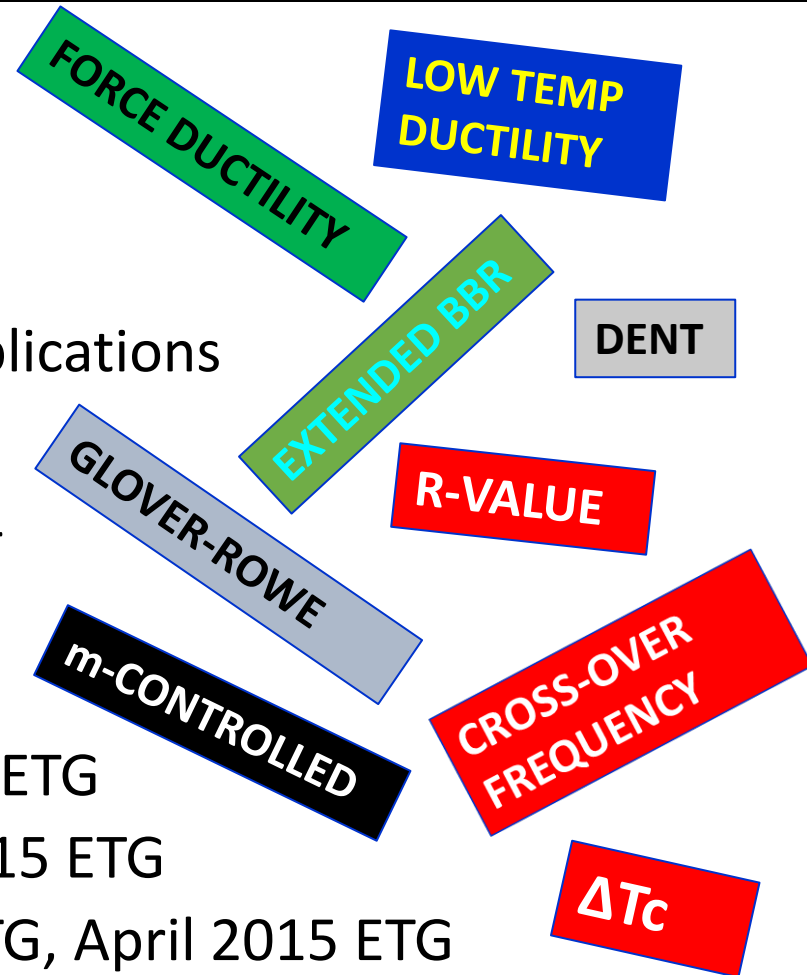 FORCE DUCTILITY
LOW TEMP
DUCTILITY
EXTENDED BBR
DENT
plications
GLOVER-ROWE
R-VALUE
m-CONTROLLED
CROSS-OVER
FREQUENCY
ETG
15 ETG
TG, April 2015 ETG
ΔTc